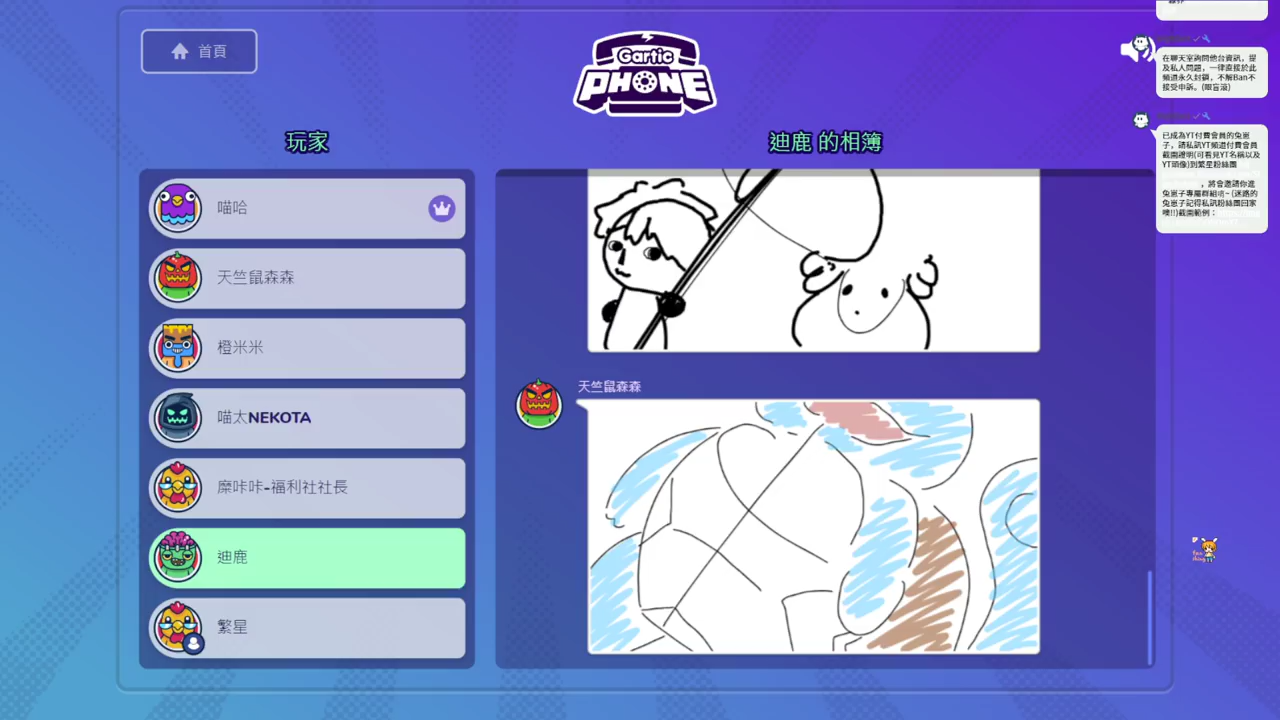 首頁
Gartic
PHONE
玩家
喵哈
天竺鼠森森
橙米米
喵太NEKOTA
糜咔咔-福利社社長
迪鹿
繁星
迪鹿 的相簿
天竺鼠森森
在聊天室詢問他台資訊，提
及私人問題，一律直接於此
頻道永久封鎖，不解Ban不
接受申訴。(眼盲滾)
已成為YT付費會員的兔崽
子，請私訊YT頻道付費會員
截圖證明(可看見YT名稱以及
YT頭像)到繁星粉絲團
，將會邀請你進
兔崽子專屬群組唷~ (迷路的
兔崽子記得私訊粉絲團回家
噢!!)截圖範例：